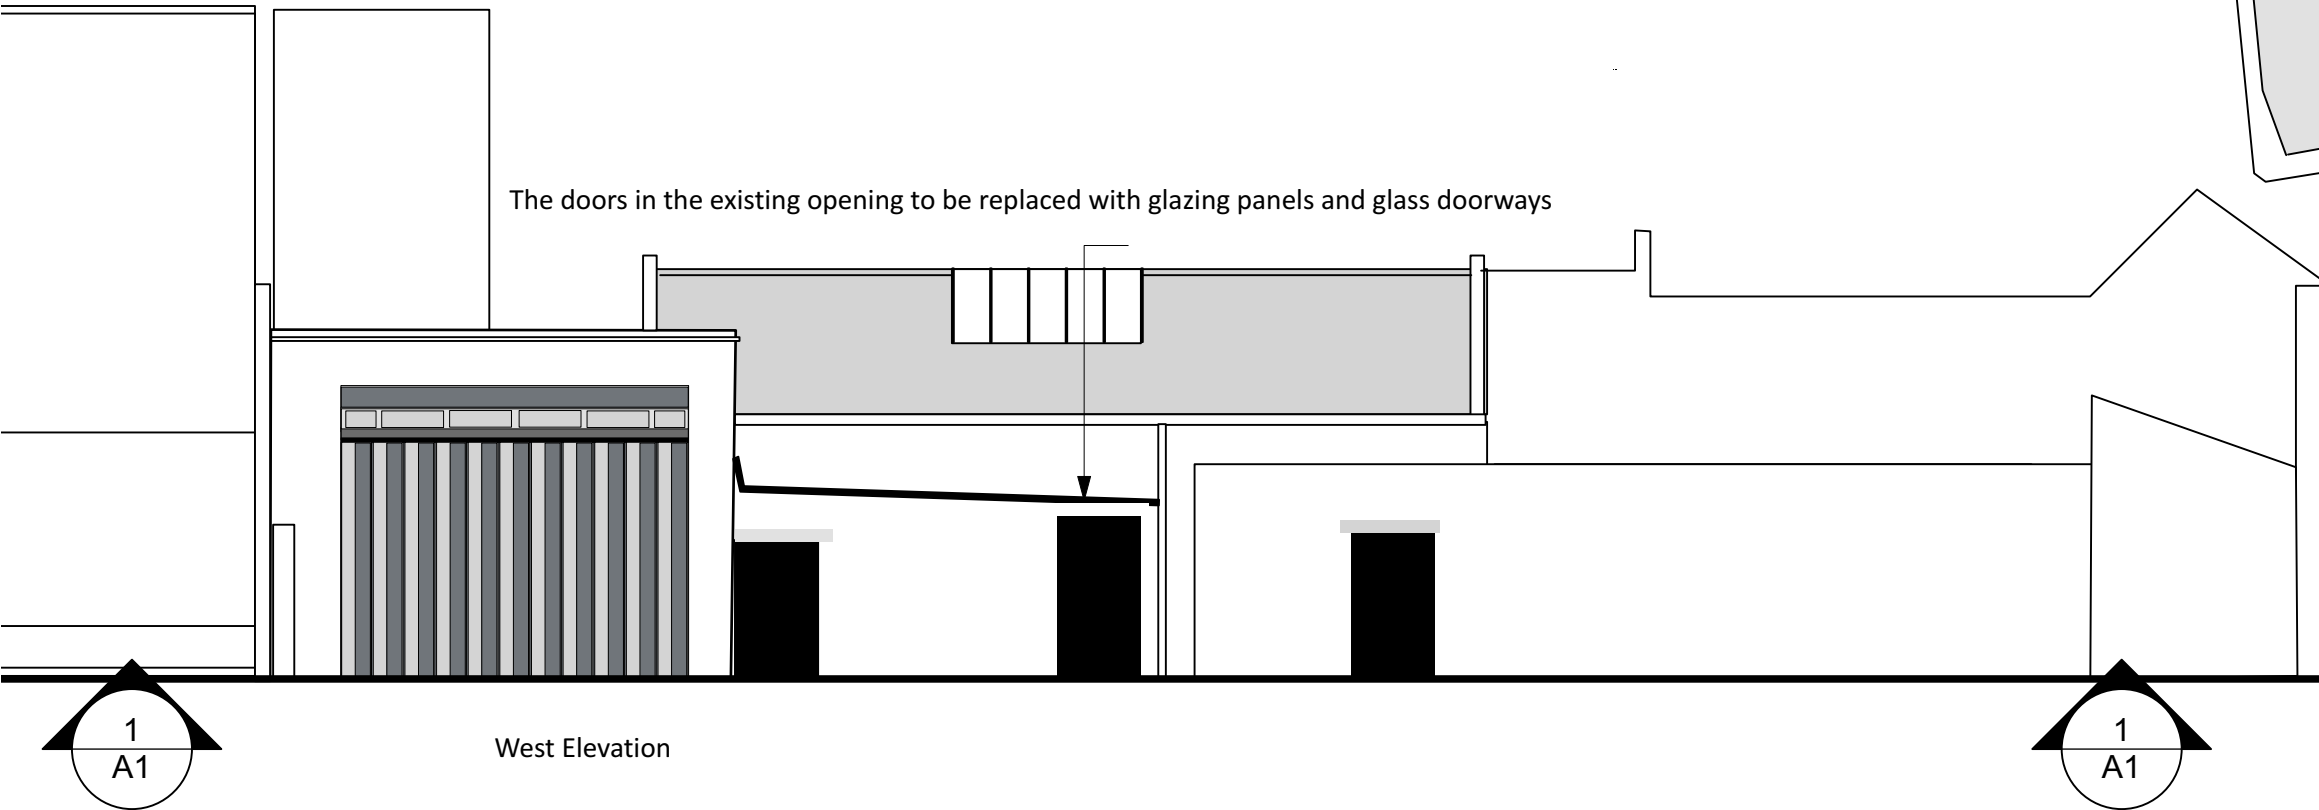 The doors in the existing opening to be replaced with glazing panels and glass doorways
1
A1
West Elevation
1
A1